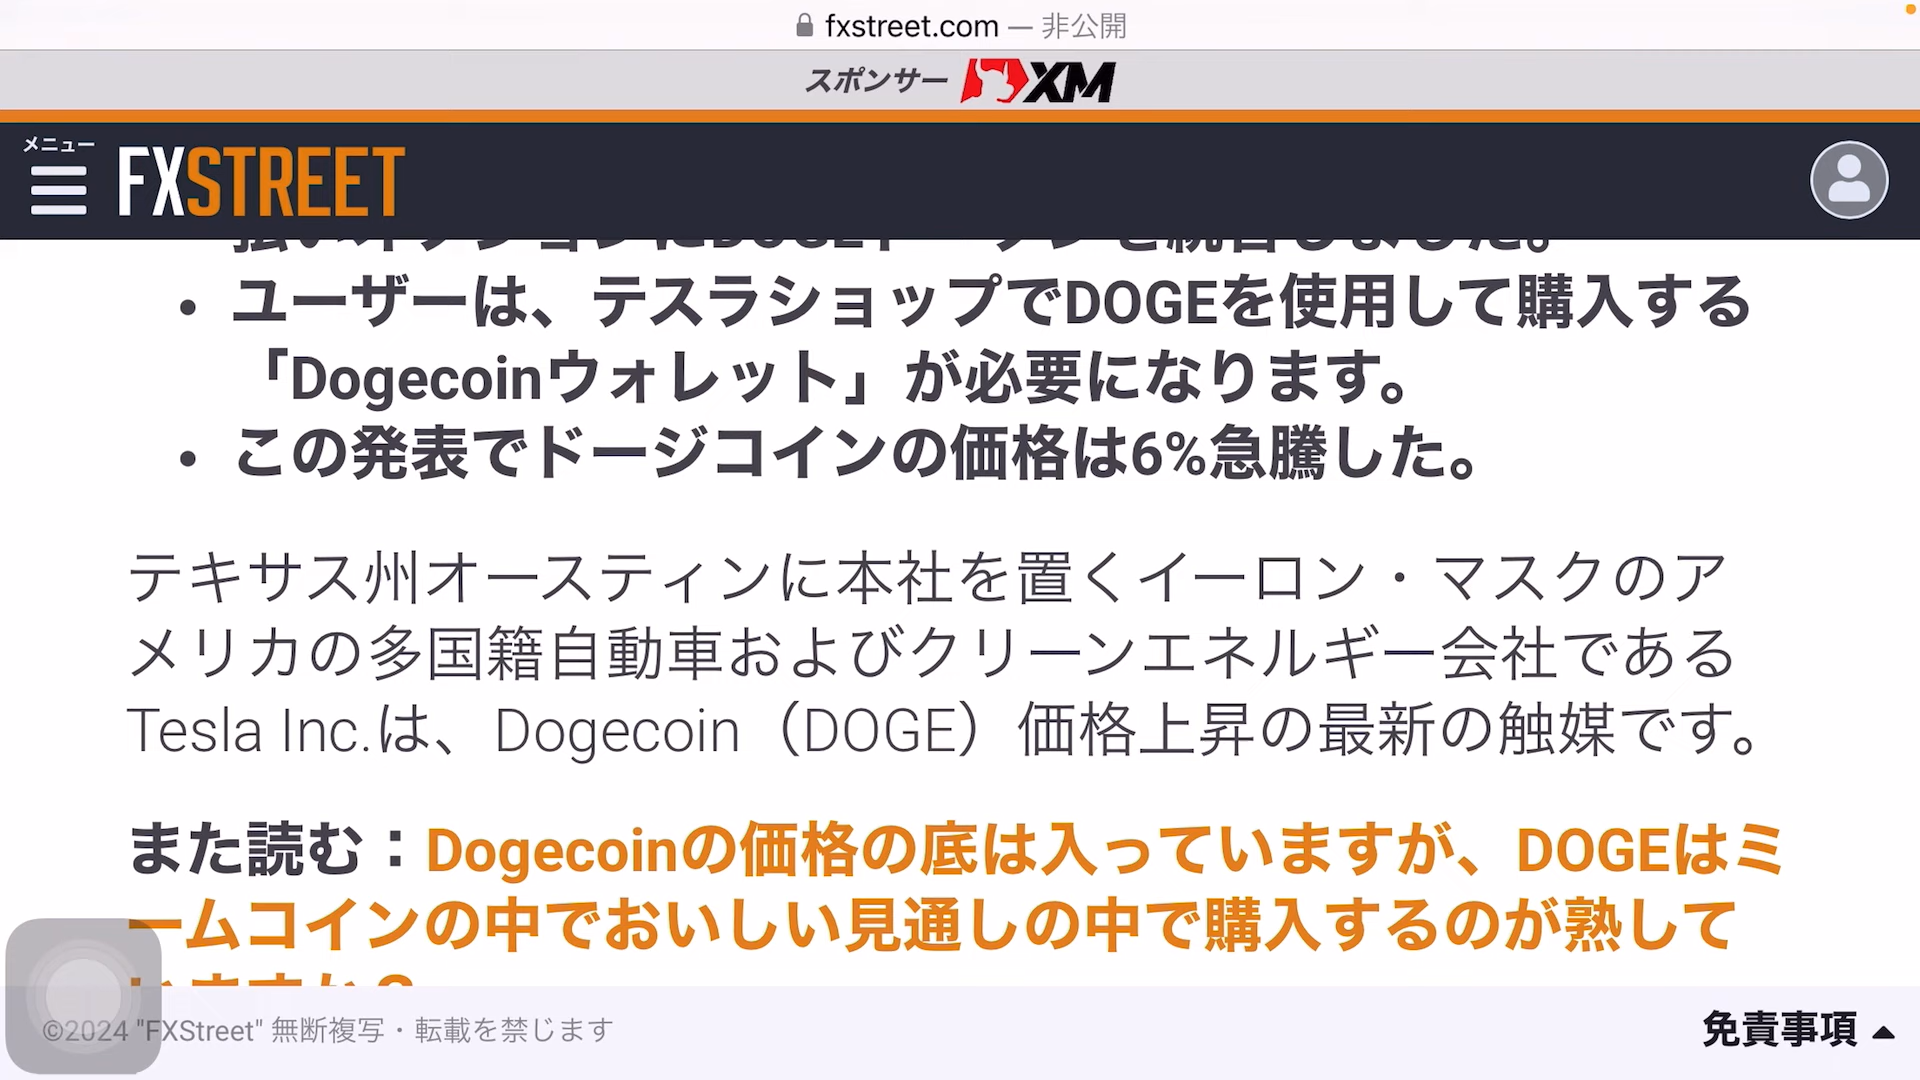 fxstreet.com — 非公開
スポンサー XM
メニュー
FXSTREET
ユーザーは、テスラショップでDOGEを使用して購入する
「Dogecoinウォレット」が必要になります。
この発表でドージコインの価格は6%急騰した。
テキサス州オースティンに本社を置くイーロン・マスクのア
メリカの多国籍自動車およびクリーンエネルギー会社である
Tesla Inc.は、Dogecoin（DOGE）価格上昇の最新の触媒です。
また読む：Dogecoinの価格の底は入っていますが、DOGEはミ
ームコインの中でおいしい見通しの中で購入するのが熟して
©2024 "FXStreet" 無断複写・転載を禁じます
免責事項